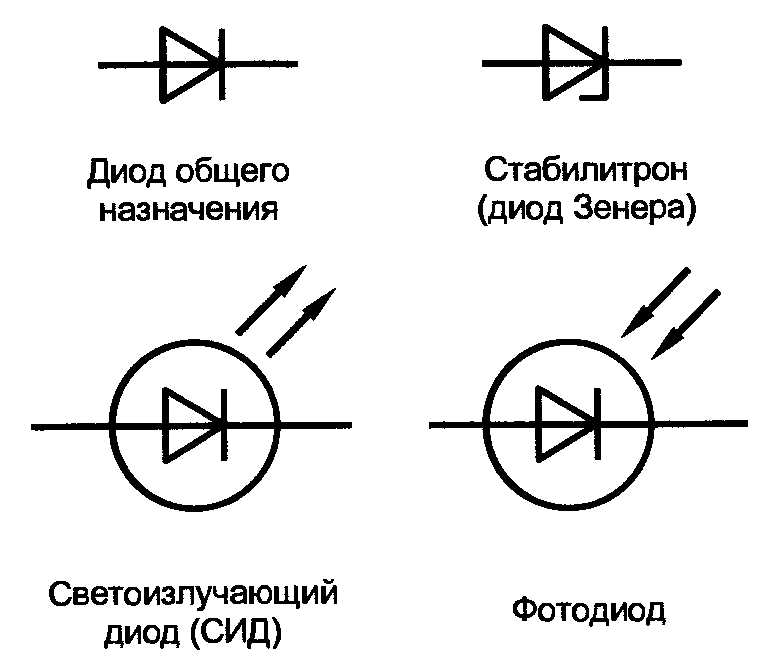 Диод общего
назначения
Стабилитрон
(диод Зенера)
Светоизлучающий
диод (СИД)
Фотодиод